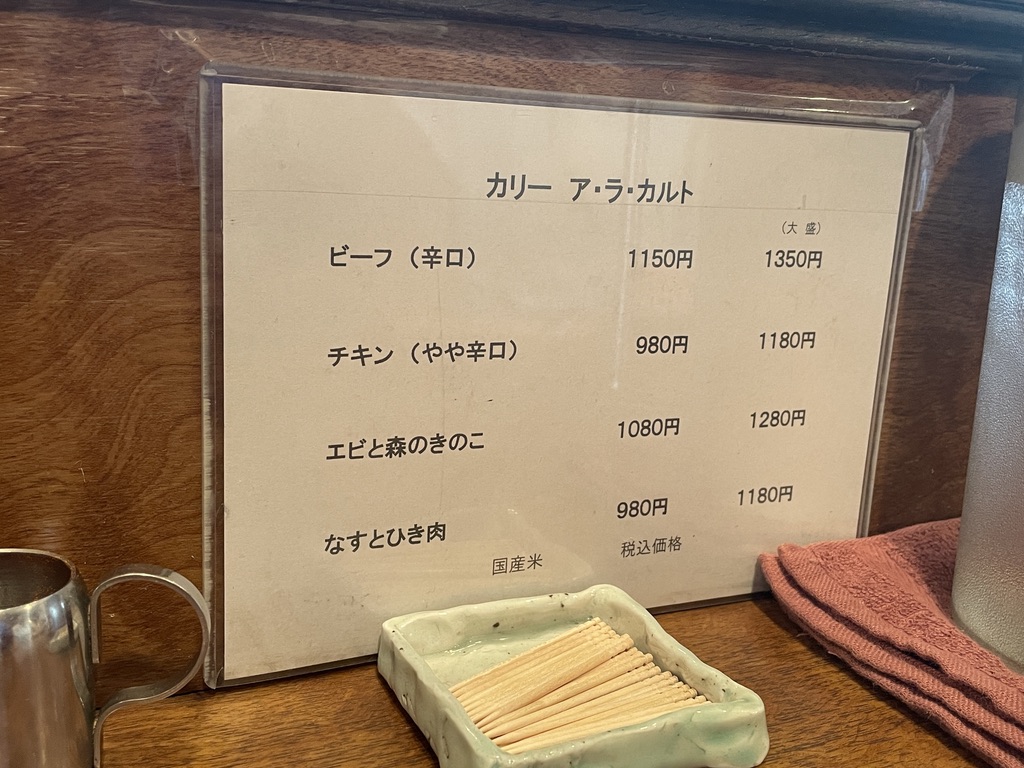 カリー ア・ラ・カルト
（大 盛）
ビーフ（辛口） 1150円 1350円
チキン（やや辛口） 980円 1180円
エビと森のきのこ 1080円 1280円
なすとひき肉 980円 1180円
国産米 税込価格